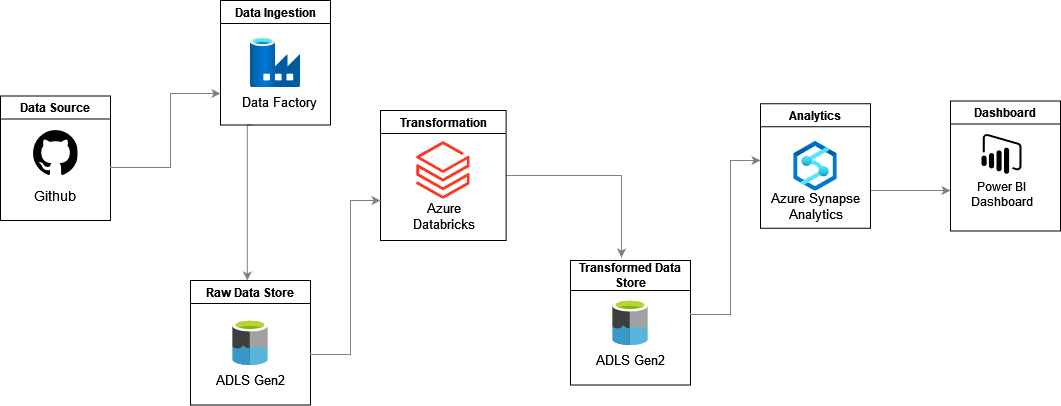 Data Source
Github
Data Ingestion
Data Factory
Raw Data Store
ADLS Gen2
Transformation
Azure
Databricks
Transformed Data
Store
ADLS Gen2
Analytics
Azure Synapse
Analytics
Dashboard
Power BI
Dashboard